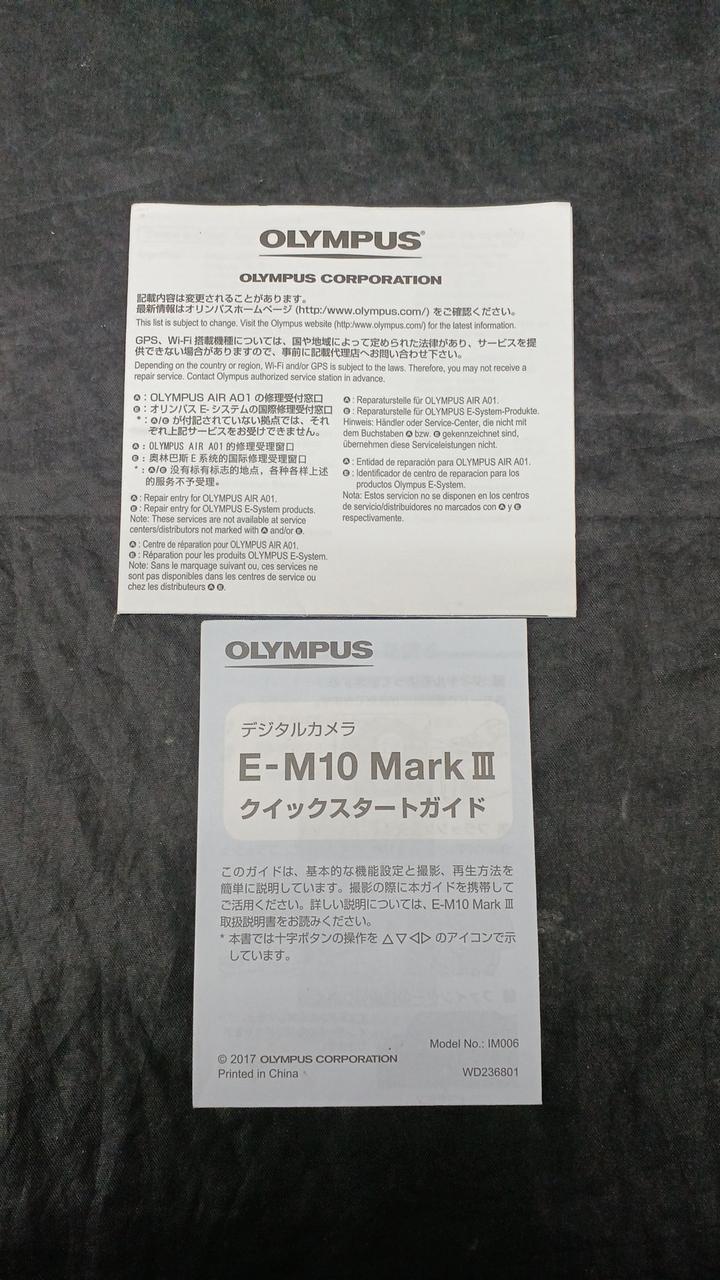 OLYMPUS®
OLYMPUS CORPORATION
記載内容は変更されることがあります。
最新情報はオリンパスホームページ (http:/www.olympus.com/) をご確認ください。
This list is subject to change. Visit the Olympus website (http:/www.olympus.com/) for the latest information.
GPS、Wi-Fi 搭載機種については、国や地域によって定められた法律があり、サービスを提
供できない場合がありますので、事前に記載代理店へお問い合わせ下さい。
Depending on the country or region, Wi-Fi and/or GPS is subject to the laws. Therefore, you may not receive a
repair service. Contact Olympus authorized service station in advance.
Ⓐ : OLYMPUS AIR A01 の修理受付窓口
Ⓔ : オリンパス E- システムの国際修理受付窓口
* : Ⓐ/Ⓔ が付記されていない拠点では、それ
ぞれ上記サービスをお受けできません。
Ⓐ : OLYMPUS AIR A01 的修理受理窗口
Ⓔ : 奥林巴斯 E 系统的国际修理受理窗口
* : Ⓐ/Ⓔ 没有标有标志的地点，各种各样上述
的服务不予受理。
Ⓐ : Repair entry for OLYMPUS AIR A01.
Ⓔ : Repair entry for OLYMPUS E-System products.
Note: These services are not available at service
centers/distributors not marked with Ⓐ and/or Ⓔ.
Ⓐ : Centre de réparation pour OLYMPUS AIR A01.
Ⓔ : Réparation pour les produits OLYMPUS E-System.
Note: Sans le marquage suivant ou, ces services ne
sont pas disponibles dans les centres de service ou
chez les distributeurs Ⓐ Ⓔ.
Ⓐ : Reparaturstelle für OLYMPUS AIR A01.
Ⓔ : Reparaturstelle für OLYMPUS E-System-Produkte.
Hinweis: Händler oder Service-Center, die nicht mit
dem Buchstaben Ⓐ bzw. Ⓔ gekennzeichnet sind,
übernehmen diese Serviceleistungen nicht.
Ⓐ : Entidad de reparación para OLYMPUS AIR A01.
Ⓔ : Identificador de centro de reparacion para los
productos Olympus E-System.
Nota: Estos servicion no se disponen en los centros
de servicio/distribuidores no marcados con Ⓐ y Ⓔ
respectivamente.
OLYMPUS
デジタルカメラ
E-M10 Mark Ⅲ
クイックスタートガイド
このガイドは、基本的な機能設定と撮影、再生方法を
簡単に説明しています。撮影の際に本ガイドを携帯して
ご活用ください。詳しい説明については、E-M10 Mark Ⅲ
取扱説明書をお読みください。
* 本書では十字ボタンの操作を △▽◁▷ のアイコンで示
しています。
Model No.: IM006
© 2017 OLYMPUS CORPORATION
Printed in China
WD236801